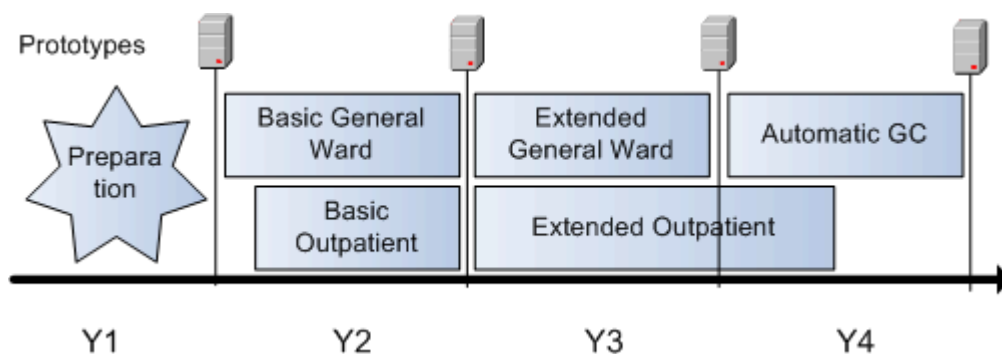 Prototypes
Prepara
tion
Basic General
Ward
Extended
General Ward
Automatic GC
Basic
Outpatient
Extended Outpatient
Y1
Y2
Y3
Y4